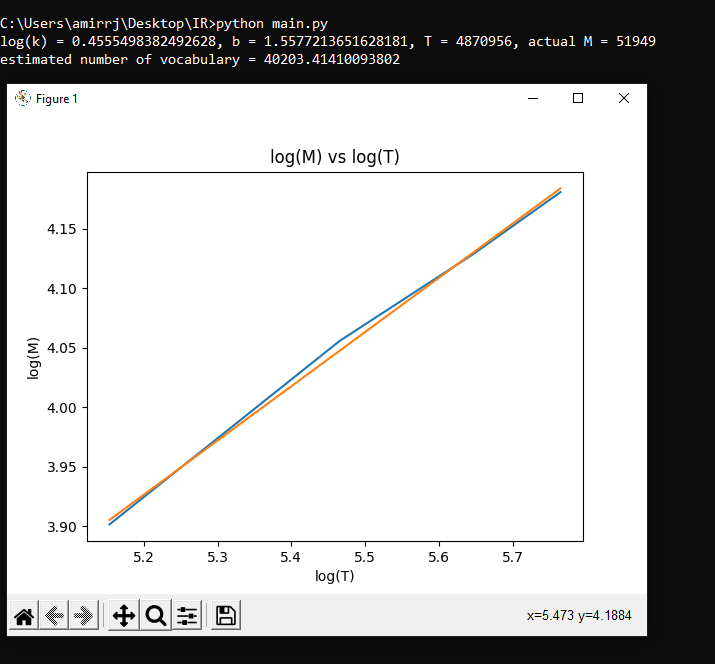 C:\Users\amirrj\Desktop\IR>python main.py
log(k) = 0.4555498382492628, b = 1.5577213651628181, T = 4870956, actual M = 51949
estimated number of vocabulary = 40203.41410093802
Figure 1
log(M) vs log(T)
4.15
4.10
4.05
4.00
3.95
3.90
log(M)
5.2 5.3 5.4 5.5 5.6 5.7
log(T)
x=5.473 y=4.1884